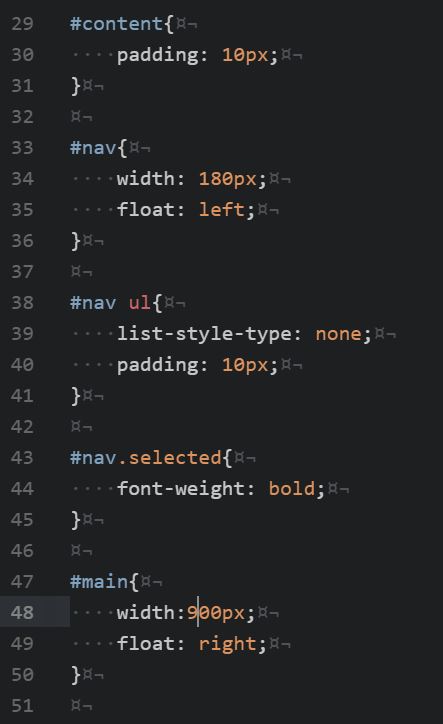 29 #content{¤¬
30 ····padding: 10px;¤¬
31 }¤¬
32 ¤¬
33 #nav{¤¬
34 ····width: 180px;¤¬
35 ····float: left;¤¬
36 }¤¬
37 ¤¬
38 #nav ul{¤¬
39 ····list-style-type: none;¤¬
40 ····padding: 10px;¤¬
41 }¤¬
42 ¤¬
43 #nav.selected{¤¬
44 ····font-weight: bold;¤¬
45 }¤¬
46 ¤¬
47 #main{¤¬
48 ····width:900px;¤¬
49 ····float: right;¤¬
50 }¤¬
51 ¤¬